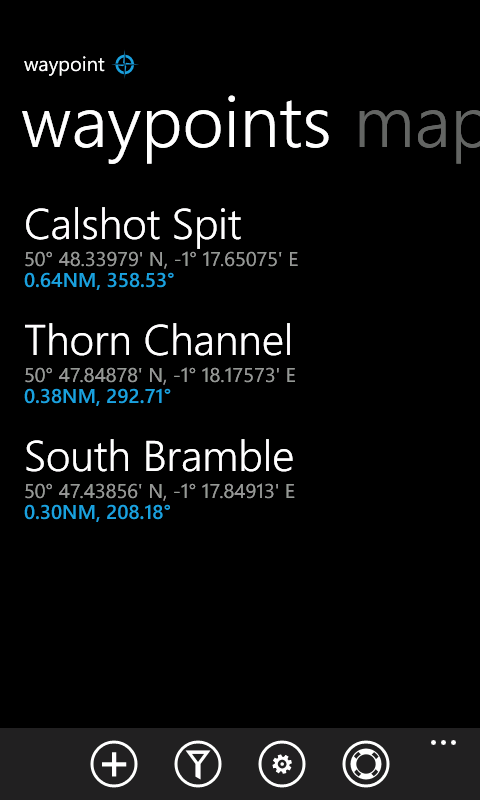 waypoint
waypoints map
Calshot Spit
50° 48.33979' N, -1° 17.65075' E
0.64NM, 358.53°
Thorn Channel
50° 47.84878' N, -1° 18.17573' E
0.38NM, 292.71°
South Bramble
50° 47.43856' N, -1° 17.84913' E
0.30NM, 208.18°